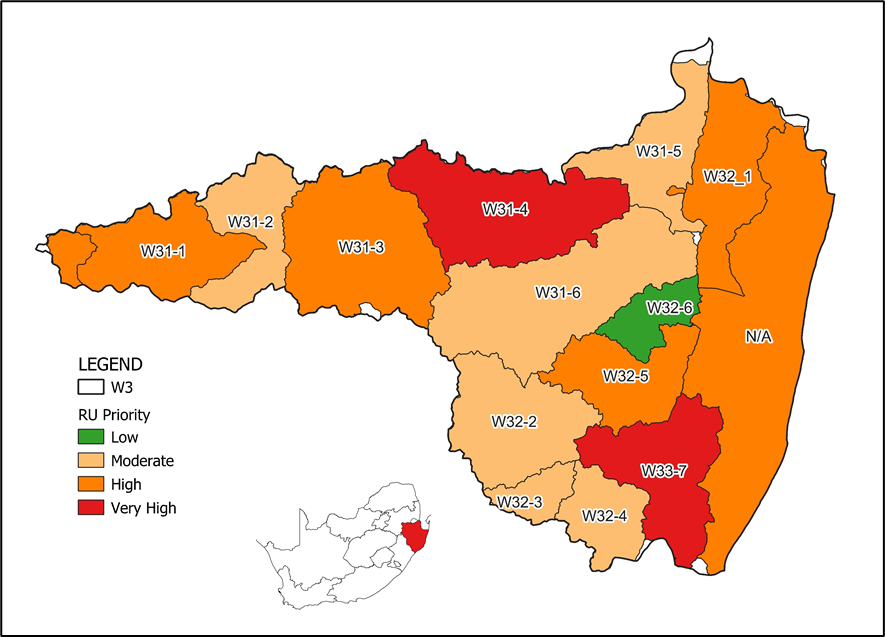 W31-5
W32_1
W31-4
W31-2
W31-1
W31-3
W31-6
W32-6
N/A
LEGEND
W3
W32-5
RU Priority
Low
W32-2
Moderate
W33-7
High
W32-3
Very High
W32-4